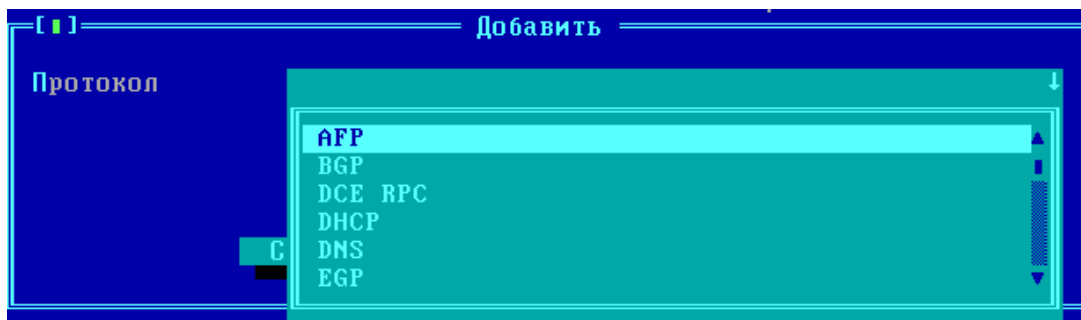 Добавить
Протокол
AFP
BGP
DCE RPC
DHCP
DNS
С
EGP